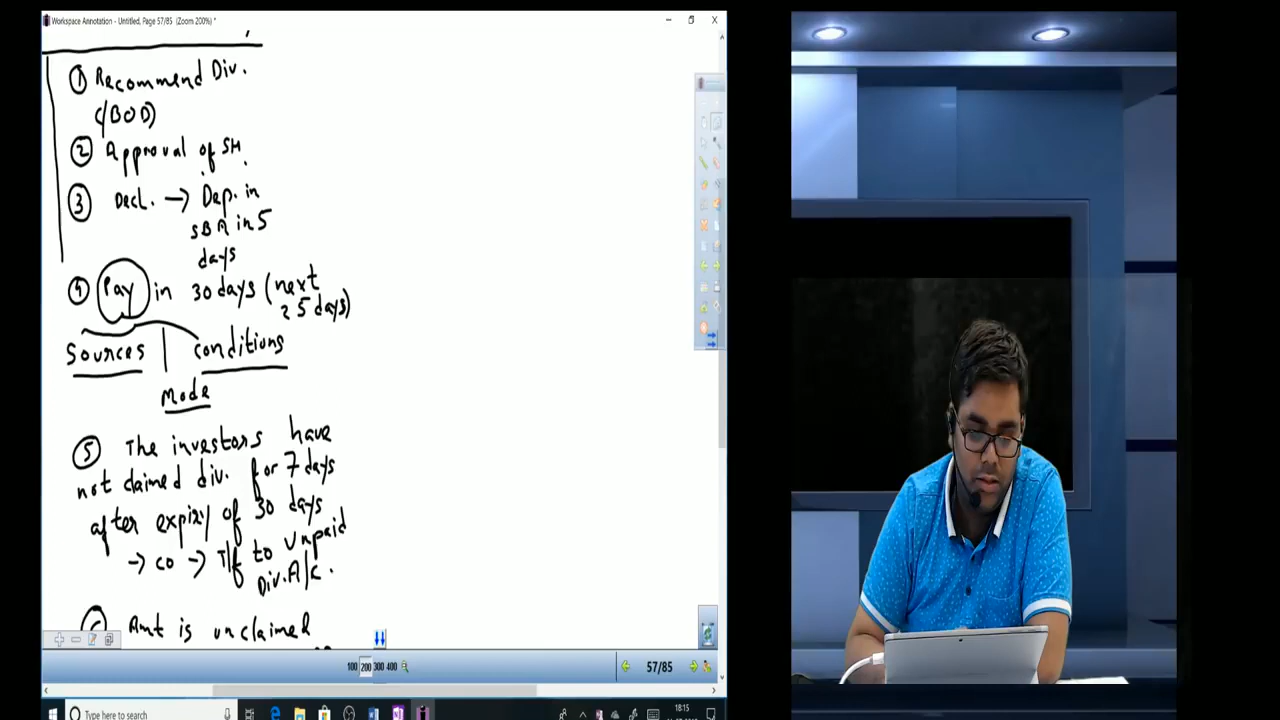 Workspace Annotation - Untitled, Page 57/85 (Zoom 200%) *
① Recommend Div.
(/BOD)
② Approval of SH.
③ Decl. → Dep. in
SBA in 5
days
④ Pay in 30 days (next
25 days)
Sources | conditions
Mode
⑤ The investors have
not claimed div. for 7 days
after expiry of 30 days
→ co → T/f to unpaid
Div. A/C.
Amt is unclaimed
100 200 300 400
57/85
Type here to search
18:15